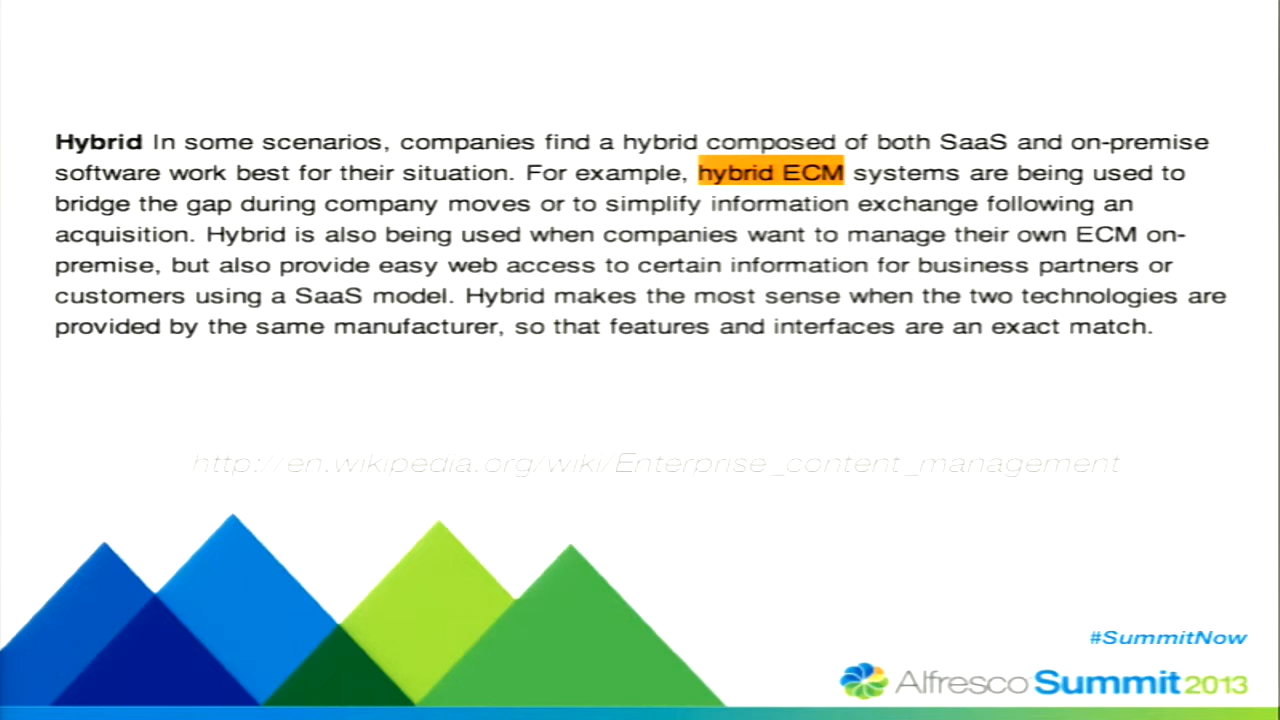 Hybrid In some scenarios, companies find a hybrid composed of both SaaS and on-premise
software work best for their situation. For example, hybrid ECM systems are being used to
bridge the gap during company moves or to simplify information exchange following an
acquisition. Hybrid is also being used when companies want to manage their own ECM on-
premise, but also provide easy web access to certain information for business partners or
customers using a SaaS model. Hybrid makes the most sense when the two technologies are
provided by the same manufacturer, so that features and interfaces are an exact match.
http://en.wikipedia.org/wiki/Enterprise_content_management
#SummitNow
Alfresco Summit 2013